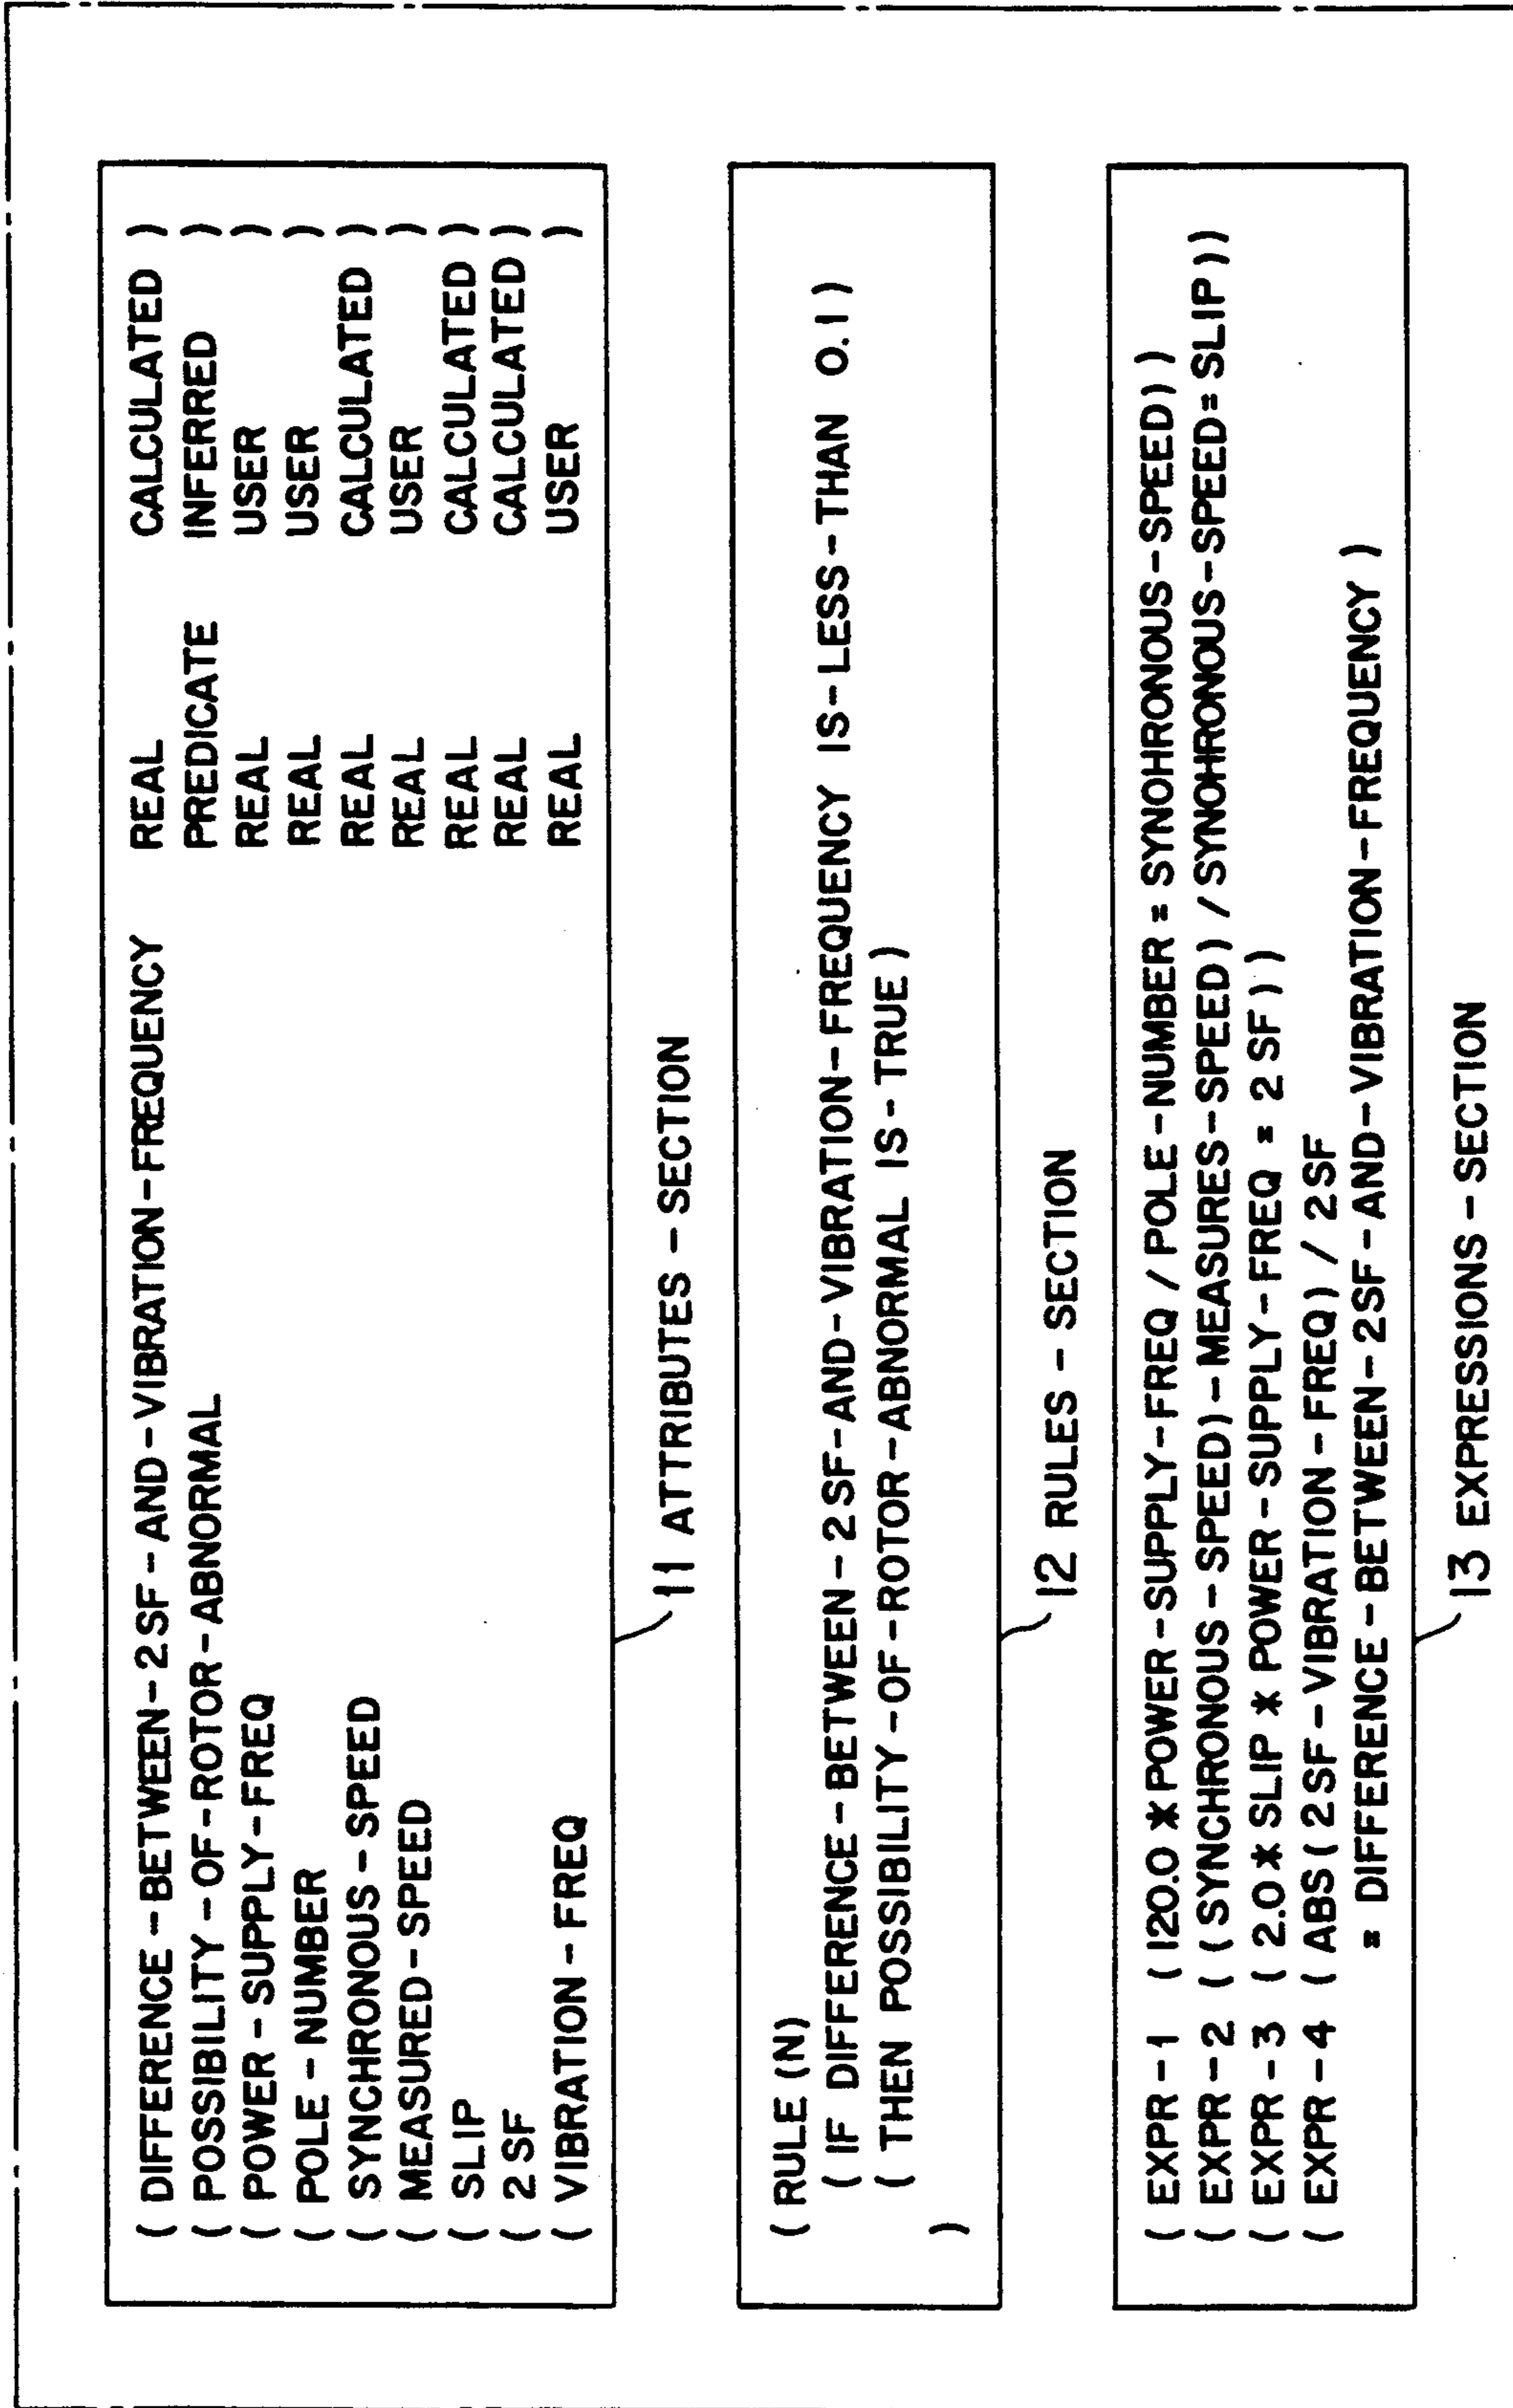 ( DIFFERENCE - BETWEEN - 2SF - AND - VIBRATION - FREQUENCY REAL CALCULATED )
( POSSIBILITY - OF - ROTOR - ABNORMAL PREDICATE INFERRED )
( POWER - SUPPLY - FREQ REAL USER )
( POLE - NUMBER REAL USER )
( SYNCHRONOUS - SPEED REAL CALCULATED )
( MEASURED - SPEED REAL USER )
( SLIP REAL CALCULATED )
( 2SF REAL CALCULATED )
( VIBRATION - FREQ REAL USER )
11 ATTRIBUTES - SECTION
( RULE (N)
( IF DIFFERENCE - BETWEEN - 2SF - AND - VIBRATION - FREQUENCY IS - LESS - THAN 0.1 )
( THEN POSSIBILITY - OF - ROTOR - ABNORMAL IS - TRUE )
)
12 RULES - SECTION
( EXPR - 1 ( 120.0 * POWER - SUPPLY - FREQ / POLE - NUMBER = SYNOHRONOUS - SPEED ) )
( EXPR - 2 ( ( SYNCHRONOUS - SPEED ) - MEASURES - SPEED ) / SYNOHRONOUS - SPEED = SLIP ) )
( EXPR - 3 ( 2.0 * SLIP * POWER - SUPPLY - FREQ = 2SF ) )
( EXPR - 4 ( ABS ( 2SF - VIBRATION - FREQ ) / 2SF
= DIFFERENCE - BETWEEN - 2SF - AND - VIBRATION - FREQUENCY )
13 EXPRESSIONS - SECTION